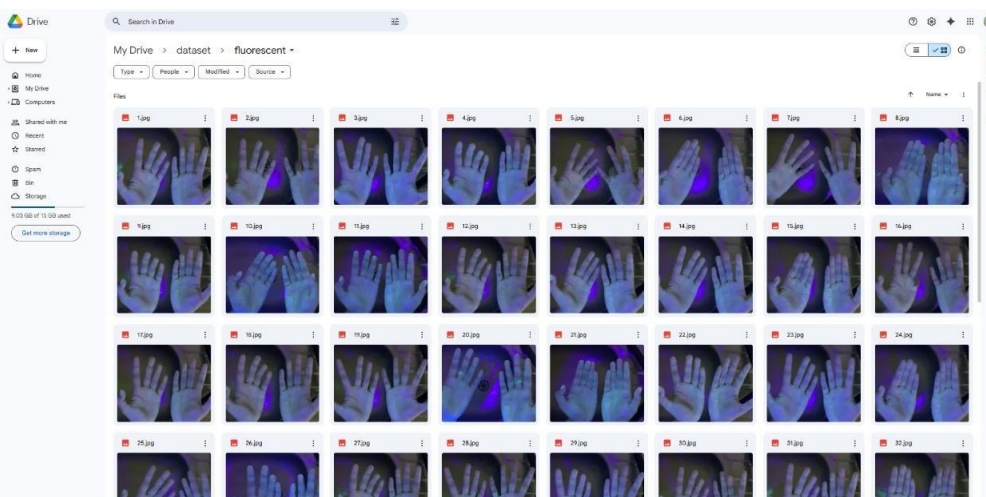 Drive
Search in Drive
New
Home
My Drive
Computers
Shared with me
Recent
Starred
Spam
Bin
Storage
9.03 GB of 15 GB used
Get more storage
My Drive > dataset > fluorescent
Type
People
Modified
Source
Files
Name
1.jpg 2.jpg 3.jpg 4.jpg 5.jpg 6.jpg 7.jpg 8.jpg
9.jpg 10.jpg 11.jpg 12.jpg 13.jpg 14.jpg 15.jpg 16.jpg
17.jpg 18.jpg 19.jpg 20.jpg 21.jpg 22.jpg 23.jpg 24.jpg
25.jpg 26.jpg 27.jpg 28.jpg 29.jpg 30.jpg 31.jpg 32.jpg